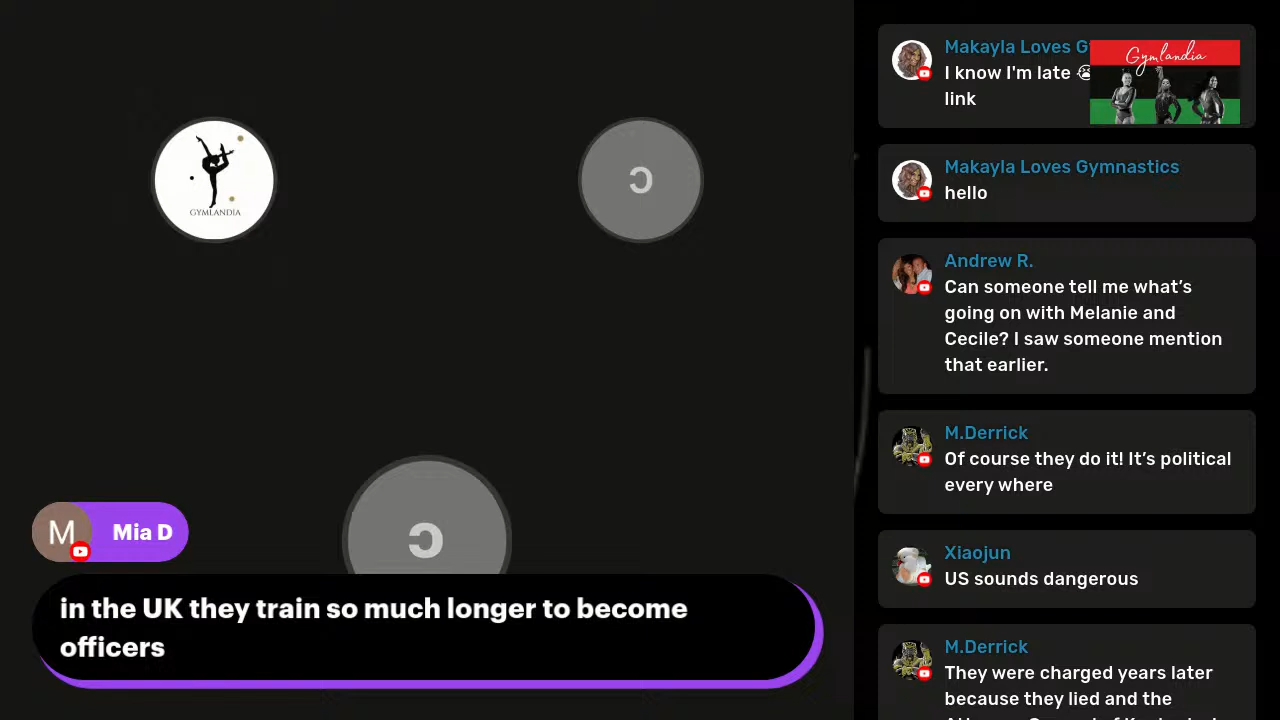 GYMLANDIA
ɔ
ɔ
M
Mia D
in the UK they train so much longer to become
officers
Makayla Loves G
I know I'm late 😭
link
Gymlandia
Makayla Loves Gymnastics
hello
Andrew R.
Can someone tell me what's
going on with Melanie and
Cecile? I saw someone mention
that earlier.
M.Derrick
Of course they do it! It's political
every where
Xiaojun
US sounds dangerous
M.Derrick
They were charged years later
because they lied and the